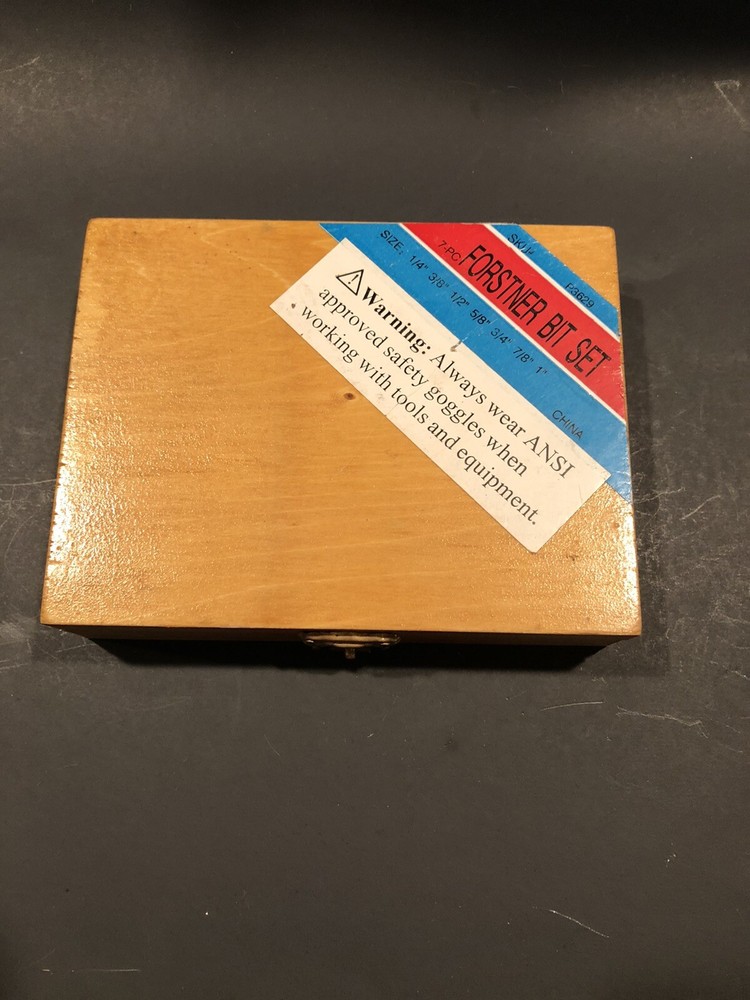 SKU# F3629
7-PC. FORSTNER BIT SET
SIZE: 1/4" 3/8" 1/2" 5/8" 3/4" 7/8" 1"
CHINA
⚠Warning: Always wear ANSI
approved safety goggles when
working with tools and equipment.